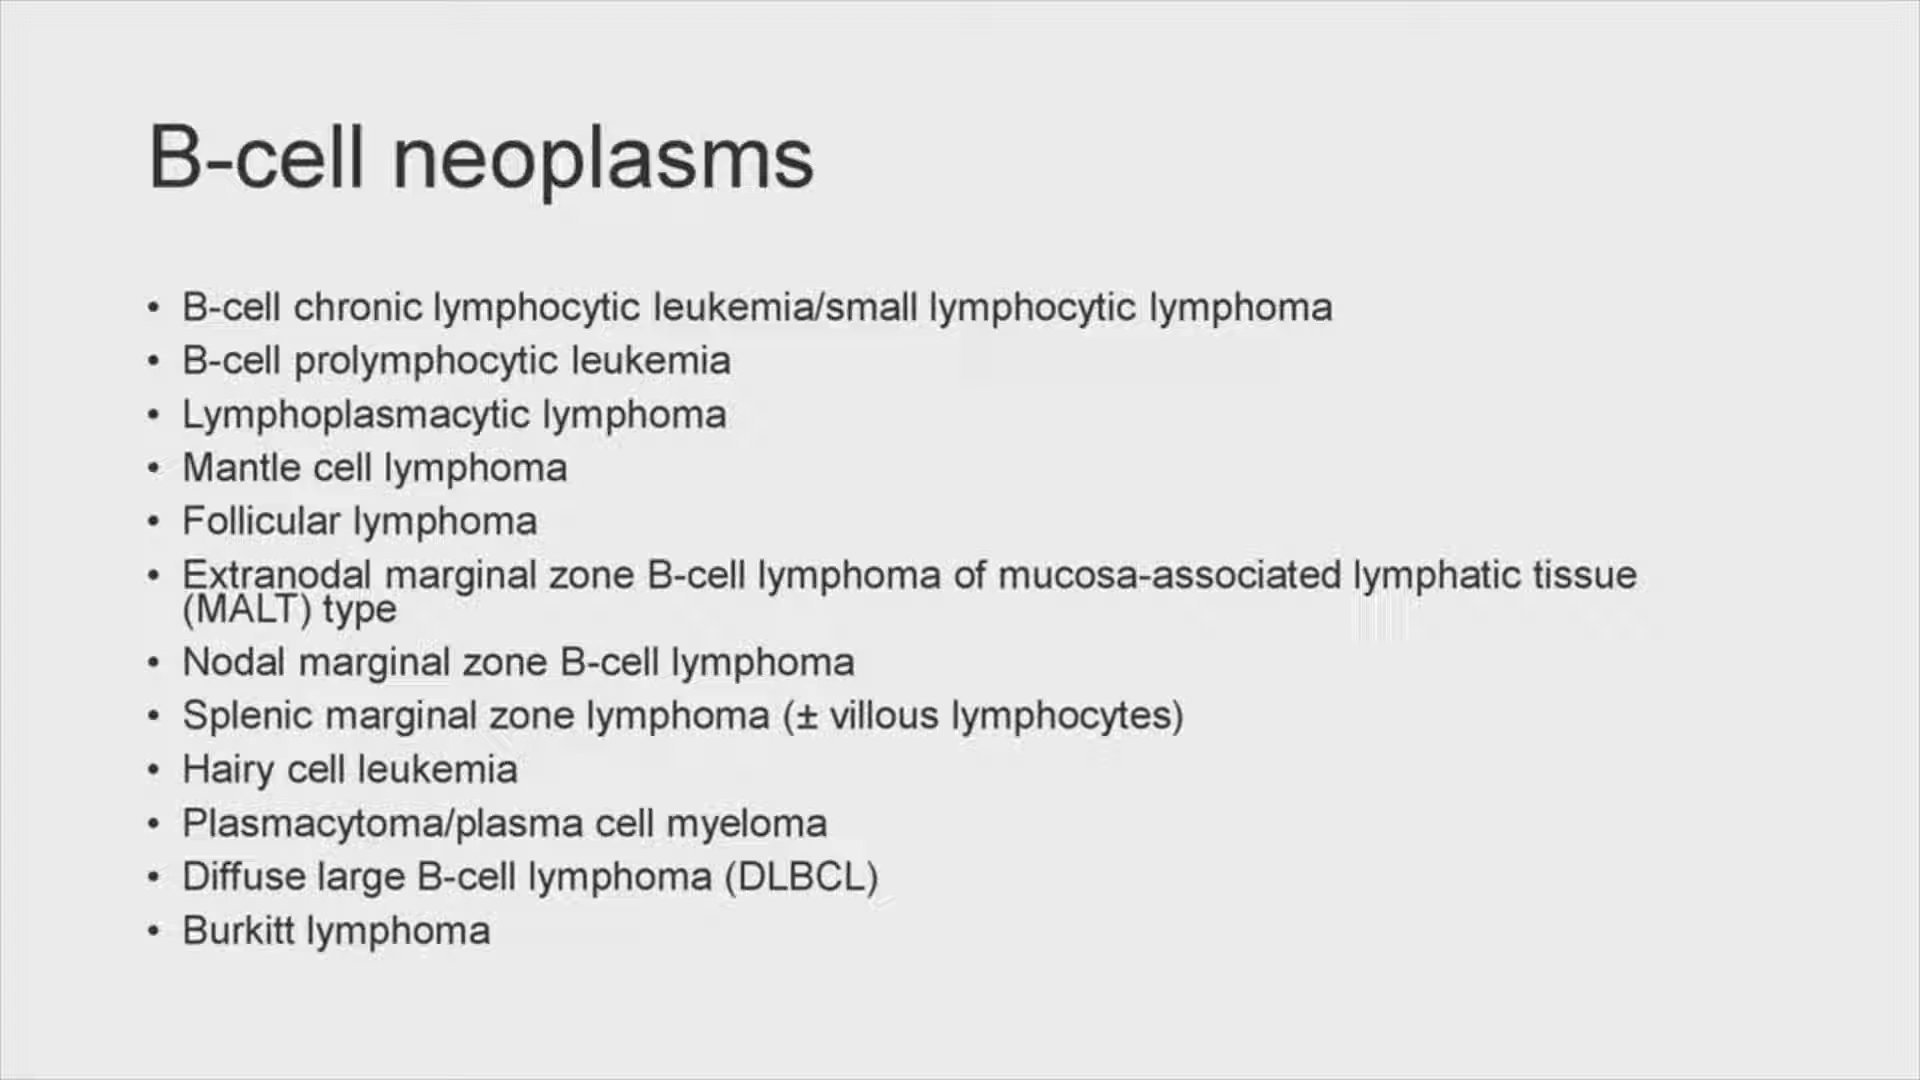 B-cell neoplasms
• B-cell chronic lymphocytic leukemia/small lymphocytic lymphoma
• B-cell prolymphocytic leukemia
• Lymphoplasmacytic lymphoma
• Mantle cell lymphoma
• Follicular lymphoma
• Extranodal marginal zone B-cell lymphoma of mucosa-associated lymphatic tissue
(MALT) type
• Nodal marginal zone B-cell lymphoma
• Splenic marginal zone lymphoma (± villous lymphocytes)
• Hairy cell leukemia
• Plasmacytoma/plasma cell myeloma
• Diffuse large B-cell lymphoma (DLBCL)
• Burkitt lymphoma